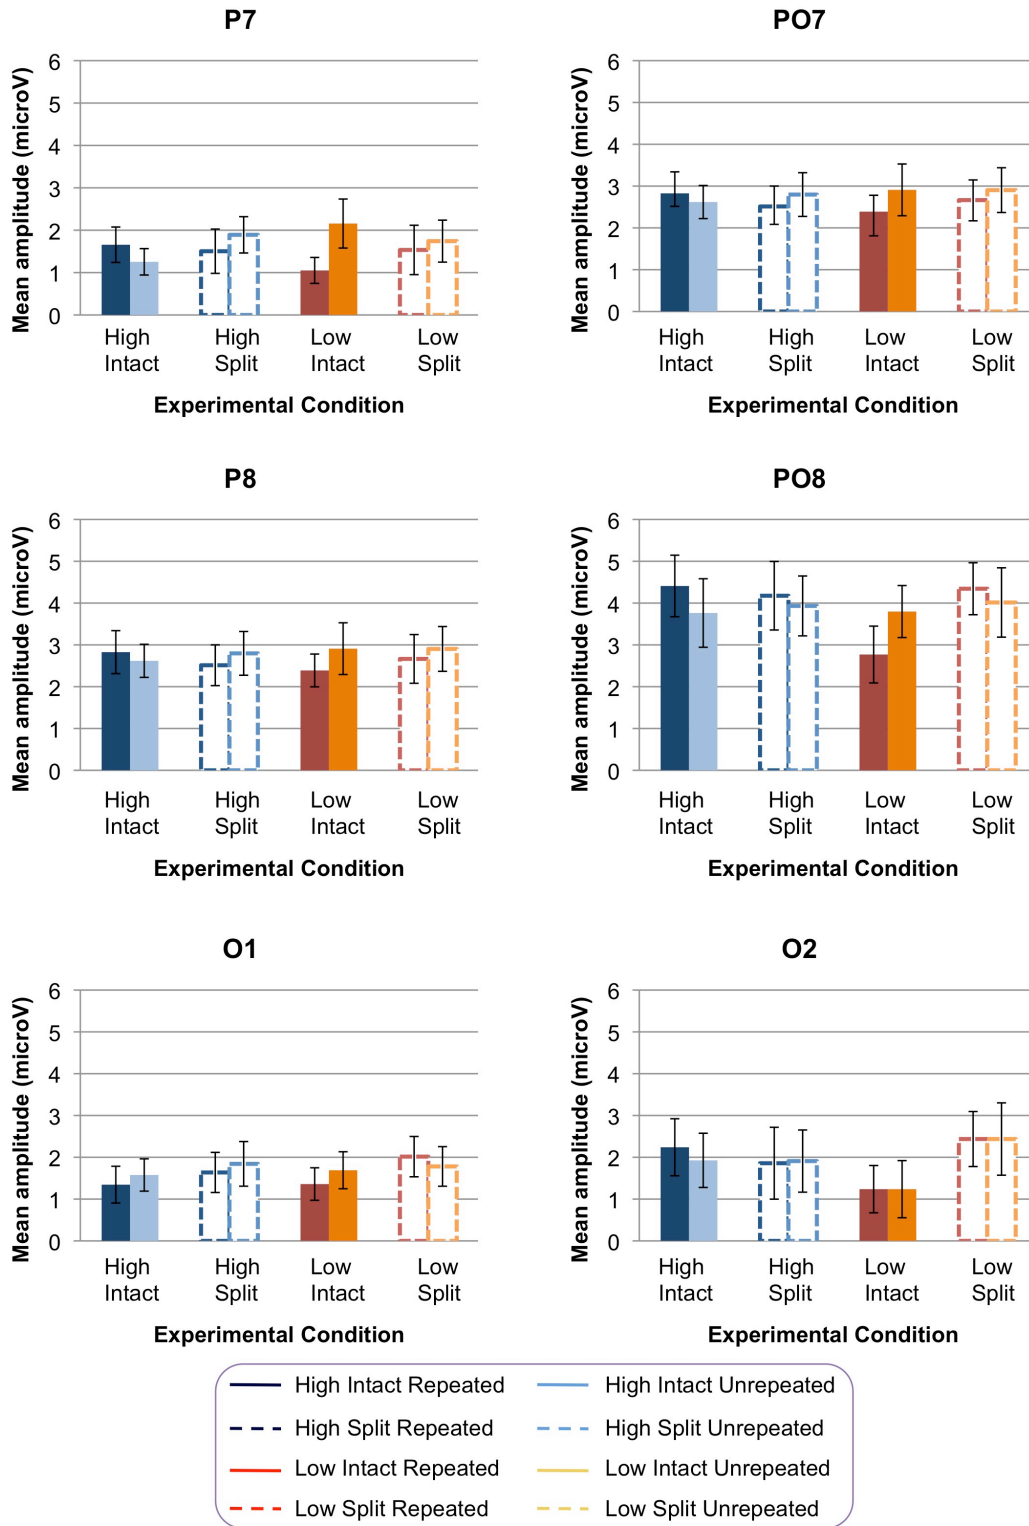 P7
PO7
Mean amplitude (microV)
6
5
4
3
2
1
0
High Intact
High Split
Low Intact
Low Split
Experimental Condition
Mean amplitude (microV)
6
5
4
3
2
1
0
High Intact
High Split
Low Intact
Low Split
Experimental Condition
P8
PO8
Mean amplitude (microV)
6
5
4
3
2
1
0
High Intact
High Split
Low Intact
Low Split
Experimental Condition
Mean amplitude (microV)
6
5
4
3
2
1
0
High Intact
High Split
Low Intact
Low Split
Experimental Condition
O1
O2
Mean amplitude (microV)
6
5
4
3
2
1
0
High Intact
High Split
Low Intact
Low Split
Experimental Condition
Mean amplitude (microV)
6
5
4
3
2
1
0
High Intact
High Split
Low Intact
Low Split
Experimental Condition
High Intact Repeated
High Intact Unrepeated
High Split Repeated
High Split Unrepeated
Low Intact Repeated
Low Intact Unrepeated
Low Split Repeated
Low Split Unrepeated